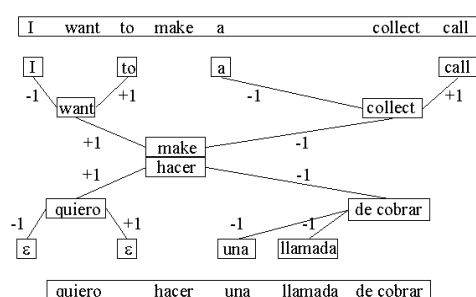 I want to make a collect call
I to a call
-1 +1 -1 +1
want collect
+1 -1
make
hacer
+1 -1
quiero de cobrar
-1 +1 -1 -1
ε ε una llamada
quiero hacer una llamada de cobrar